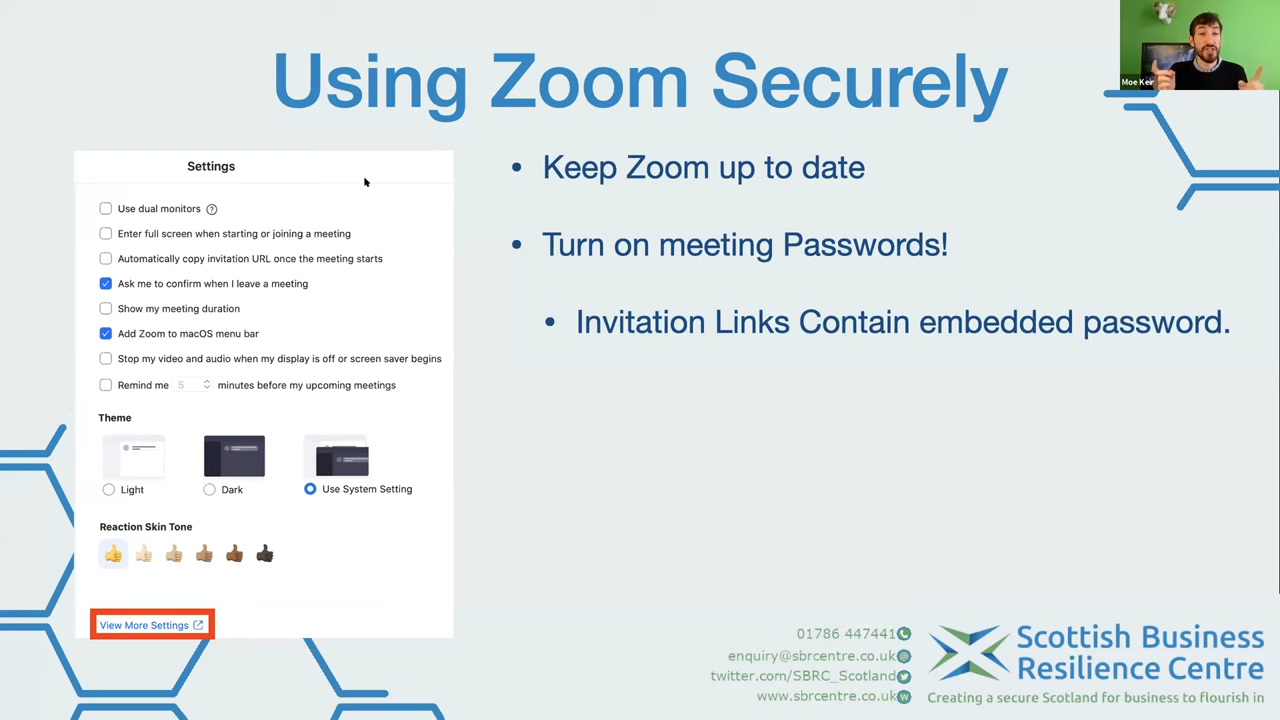 Using Zoom Securely
Moe Keir
Settings
Use dual monitors ?
Enter full screen when starting or joining a meeting
Automatically copy invitation URL once the meeting starts
Ask me to confirm when I leave a meeting
Show my meeting duration
Add Zoom to macOS menu bar
Stop my video and audio when my display is off or screen saver begins
Remind me 5 minutes before my upcoming meetings
Theme
Light
Dark
Use System Setting
Reaction Skin Tone
View More Settings
• Keep Zoom up to date
• Turn on meeting Passwords!
• Invitation Links Contain embedded password.
01786 447441
enquiry@sbrcentre.co.uk
twitter.com/SBRC_Scotland
www.sbrcentre.co.uk
Scottish Business
Resilience Centre
Creating a secure Scotland for business to flourish in